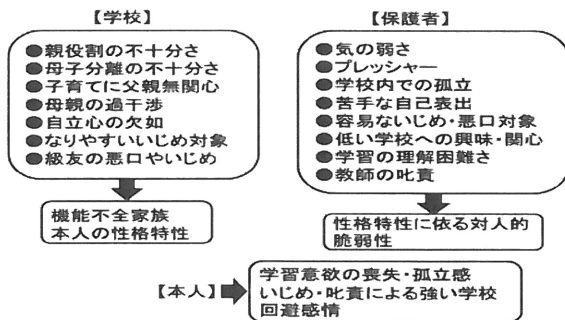 【学校】
●親役割の不十分さ
●母子分離の不十分さ
●子育てに父親無関心
●母親の過干渉
●自立心の欠如
●なりやすいいじめ対象
●級友の悪口やいじめ
機能不全家族
本人の性格特性
【保護者】
●気の弱さ
●プレッシャー
●学校内での孤立
●苦手な自己表出
●容易ないじめ・悪口対象
●低い学校への興味・関心
●学習の理解困難さ
●教師の叱責
性格特性に依る対人的
脆弱性
【本人】
学習意欲の喪失・孤立感
いじめ・叱責による強い学校
回避感情